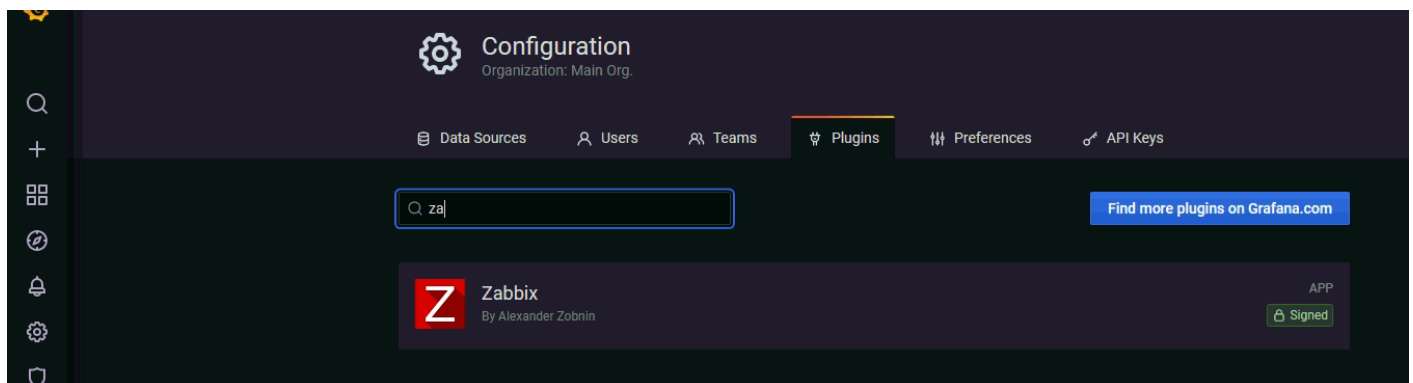 Configuration
Organization: Main Org.
Data Sources Users Teams Plugins Preferences API Keys
za
Find more plugins on Grafana.com
Z
Zabbix
APP
By Alexander Zobnin
Signed